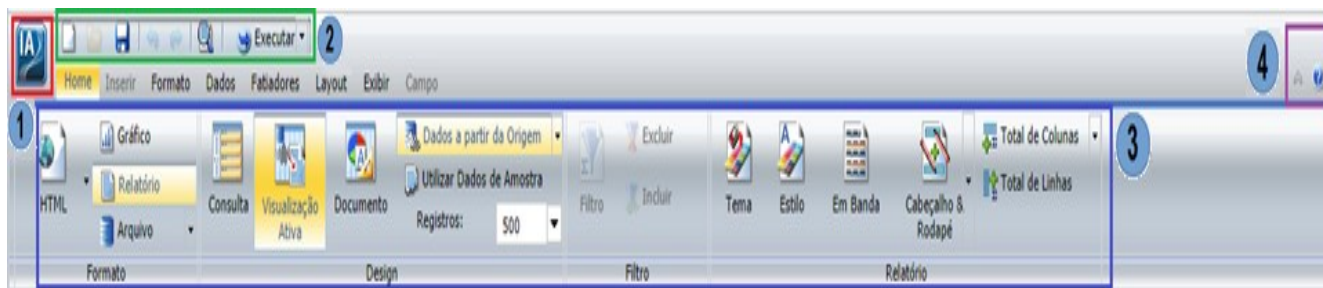 IA
Executar
2
4
Home Inserir Formato Dados Fatiadores Layout Exibir Campo
1
3
HTML
Gráfico
Relatório
Arquivo
Formato
Consulta
Visualização
Ativa
Documento
Dados a partir da Origem
Utilizar Dados de Amostra
Registros: 500
Design
Filtro
Excluir
Incluir
Filtro
Tema
Estilo
Em Banda
Cabeçalho &
Rodapé
Total de Colunas
Total de Linhas
Relatório